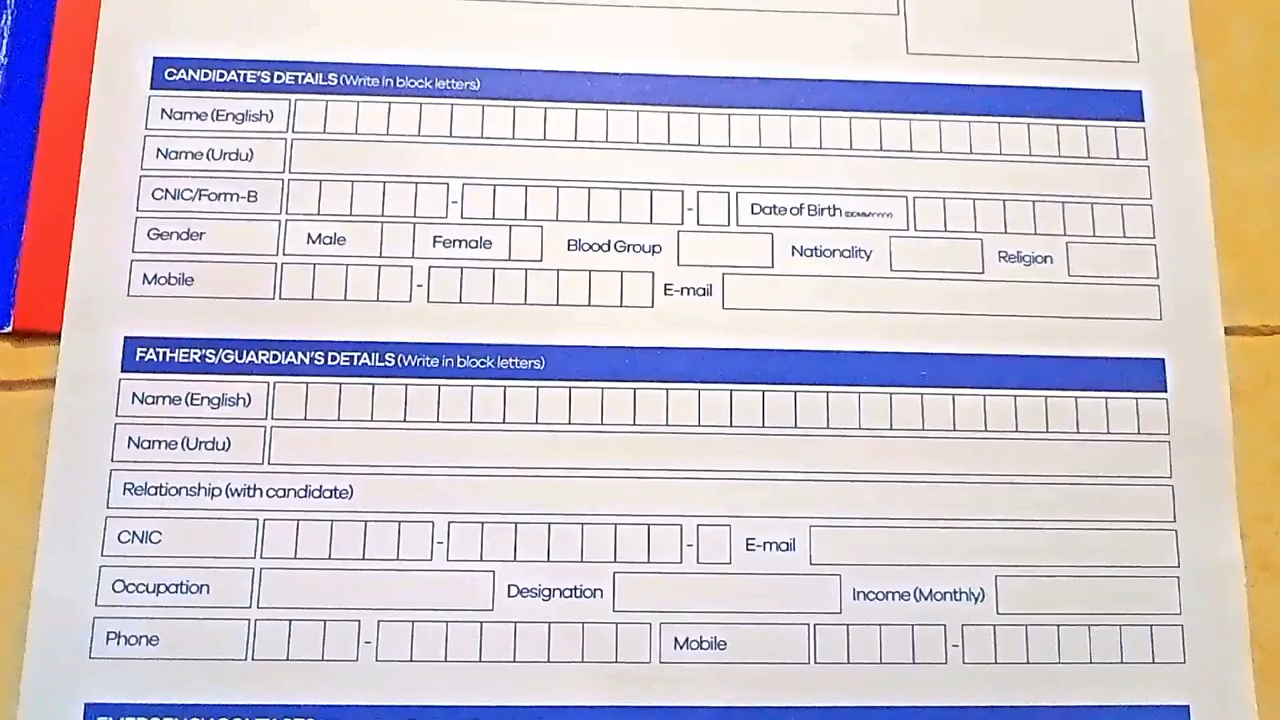 CANDIDATE'S DETAILS (Write in block letters)
Name (English)
Name (Urdu)
CNIC/Form-B - - Date of Birth
Gender Male Female Blood Group Nationality Religion
Mobile - E-mail
FATHER'S/GUARDIAN'S DETAILS (Write in block letters)
Name (English)
Name (Urdu)
Relationship (with candidate)
CNIC - - E-mail
Occupation Designation Income (Monthly)
Phone - Mobile -
EMERGENCY CONTACTS